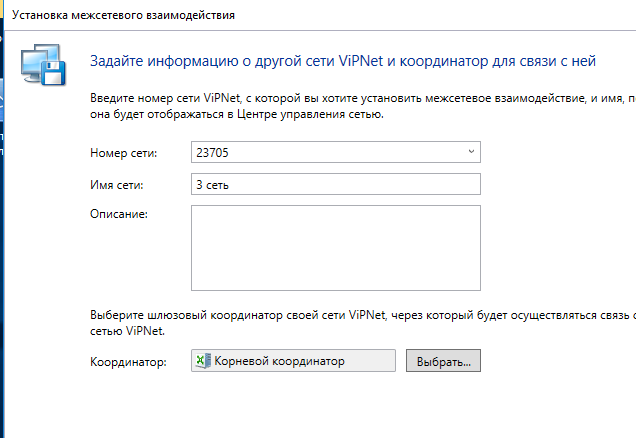 Установка межсетевого взаимодействия
Задайте информацию о другой сети ViPNet и координатор для связи с ней
Введите номер сети ViPNet, с которой вы хотите установить межсетевое взаимодействие, и имя,
она будет отображаться в Центре управления сетью.
Номер сети: 23705
Имя сети: 3 сеть
Описание:
Выберите шлюзовый координатор своей сети ViPNet, через который будет осуществляться связь
сетью ViPNet.
Координатор: Корневой координатор Выбрать...